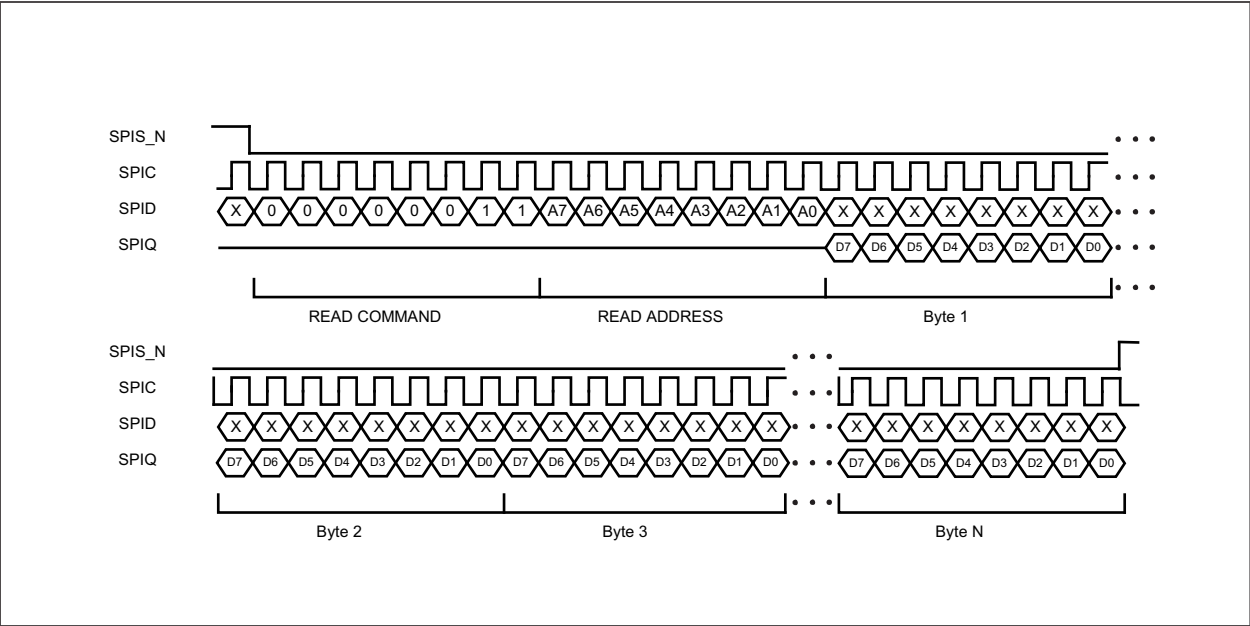 SPIS_N
SPIC
SPID X 0 0 0 0 0 0 1 1 A7 A6 A5 A4 A3 A2 A1 A0 X X X X X X X X
SPIQ D7 D6 D5 D4 D3 D2 D1 D0
READ COMMAND READ ADDRESS Byte 1
SPIS_N
SPIC
SPID X X X X X X X X X X X X X X X X X X X X X X X X
SPIQ D7 D6 D5 D4 D3 D2 D1 D0 D7 D6 D5 D4 D3 D2 D1 D0 D7 D6 D5 D4 D3 D2 D1 D0
Byte 2 Byte 3 Byte N